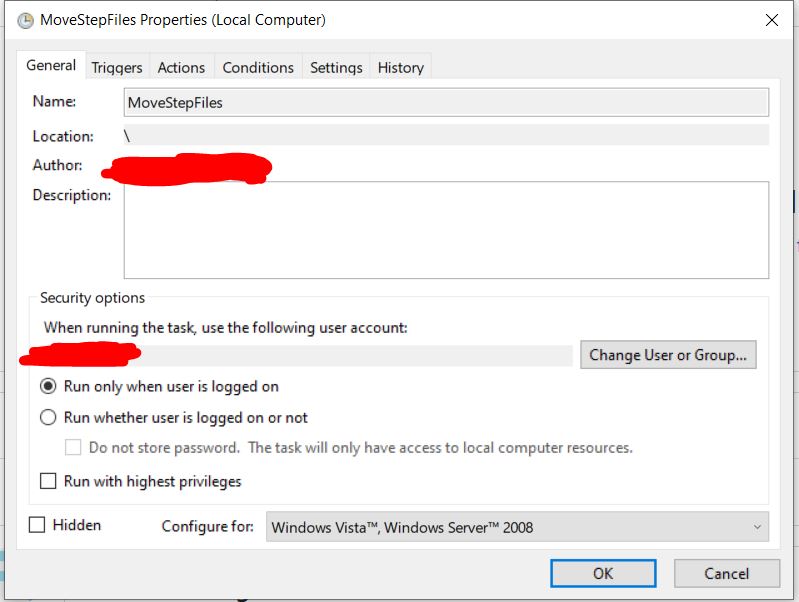 MoveStepFiles Properties (Local Computer)
General Triggers Actions Conditions Settings History
Name: MoveStepFiles
Location: \
Author:
Description:
Security options
When running the task, use the following user account:
Change User or Group...
Run only when user is logged on
Run whether user is logged on or not
Do not store password. The task will only have access to local computer resources.
Run with highest privileges
Hidden Configure for: Windows Vista™, Windows Server™ 2008
OK Cancel